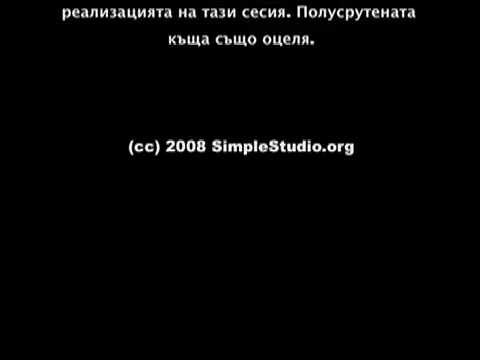 реализацията на тази сесия. Полусрутената
къща също оцеля.
(cc) 2008 SimpleStudio.org